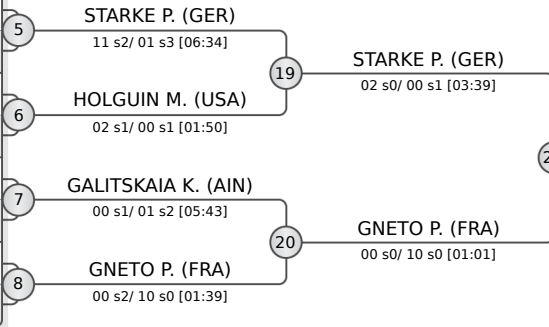 STARKE P. (GER)
5
11 s2/ 01 s3 [06:34]
STARKE P. (GER)
19
02 s0/ 00 s1 [03:39]
HOLGUIN M. (USA)
6
02 s1/ 00 s1 [01:50]
GALITSKAIA K. (AIN)
7
00 s1/ 01 s2 [05:43]
GNETO P. (FRA)
20
00 s0/ 10 s0 [01:01]
GNETO P. (FRA)
8
00 s2/ 10 s0 [01:39]